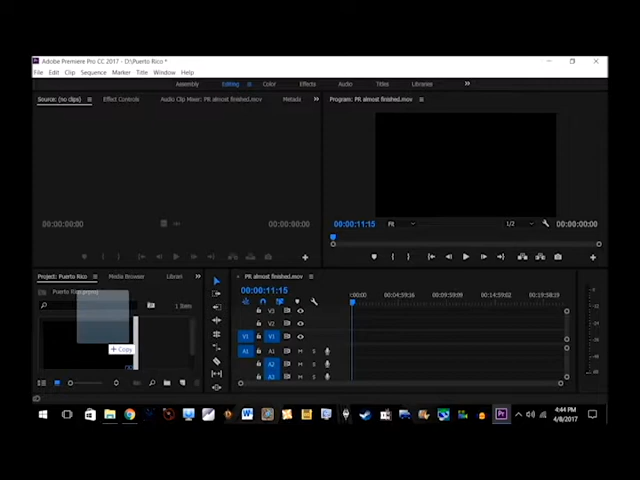 Adobe Premiere Pro CC 2017 - D:\Puerto Rico *
File Edit Clip Sequence Marker Title Window Help
Assembly Editing Color Effects Audio Titles Libraries
Source: (no clips) Effect Controls Audio Clip Mixer: PR almost finished.mov Metada
Program: PR almost finished.mov
00;00;00;00 00;00;00;00
00:00:11:15 Fit 1/2 00:00:00:00
Project: Puerto Rico Media Browser Librari
PR almost finished.mov
1 Item
00:00:11:15
:00:00 00:04:59:16 00:09:59:09 00:14:59:02 00:19:58:19
V3
V2
V1 V1
A1 A1 M S
A2 M S
A3 M S
Copy
4:44 PM
4/8/2017